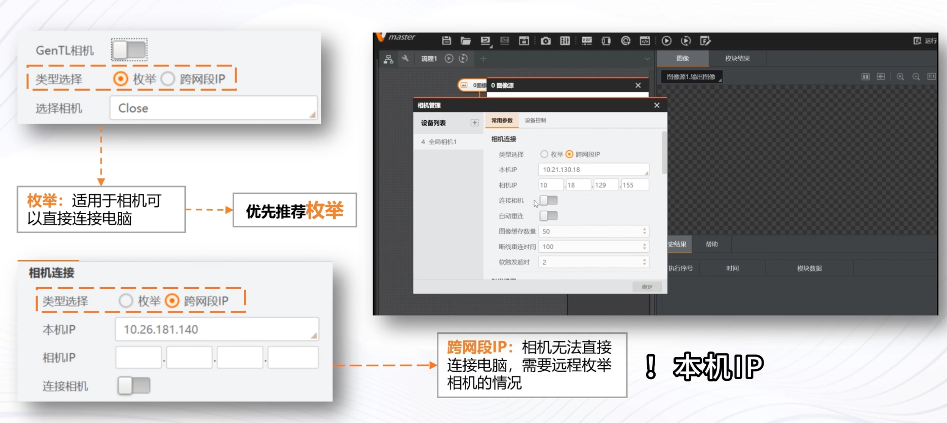 GenTL相机
类型选择 枚举 跨网段IP
选择相机 Close
枚举：适用于相机可
以直接连接电脑
优先推荐枚举
相机连接
类型选择 枚举 跨网段IP
本机IP 10.26.181.140
相机IP . . .
连接相机
跨网段IP：相机无法直接
连接电脑，需要远程枚举
相机的情况
！本机IP
master
运行
流程1
图像 模块结果
0图像 0 图像源
图像源1.输出图像
相机管理
设备列表 常用参数 设备控制
4 全局相机1
相机连接
类型选择 枚举 跨网段IP
本机IP 10.21.130.18
相机IP 10 .18 .129 .155
连接相机
自动重连
图像缓存数量 50
断线重连时间 100
软触发超时 2
确定
帮助
执行序号 时间 模块数据